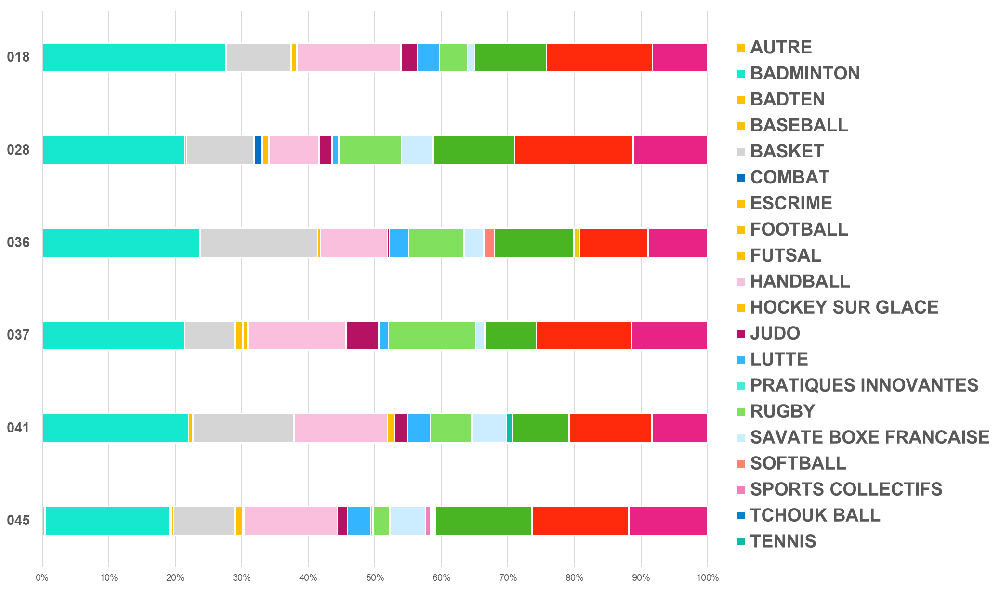 018
028
036
037
041
045
0%
10%
20%
30%
40%
50%
60%
70%
80%
90%
100%
AUTRE
BADMINTON
BADTEN
BASEBALL
BASKET
COMBAT
ESCRIME
FOOTBALL
FUTSAL
HANDBALL
HOCKEY SUR GLACE
JUDO
LUTTE
PRATIQUES INNOVANTES
RUGBY
SAVATE BOXE FRANCAISE
SOFTBALL
SPORTS COLLECTIFS
TCHOUK BALL
TENNIS